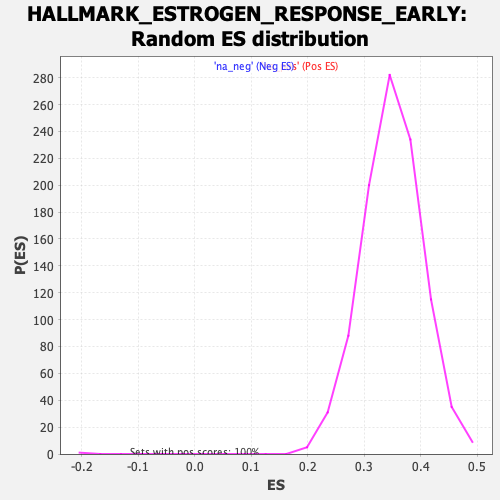 HALLMARK_ESTROGEN_RESPONSE_EARLY:
Random ES distribution
'na_neg' (Neg ES)s' (Pos ES)
280
260
240
220
200
180
160
140
120
100
80
60
40
20
0
P(ES)
Sets with pos scores: 100%
-0.2 -0.1 0.0 0.1 0.2 0.3 0.4 0.5
ES